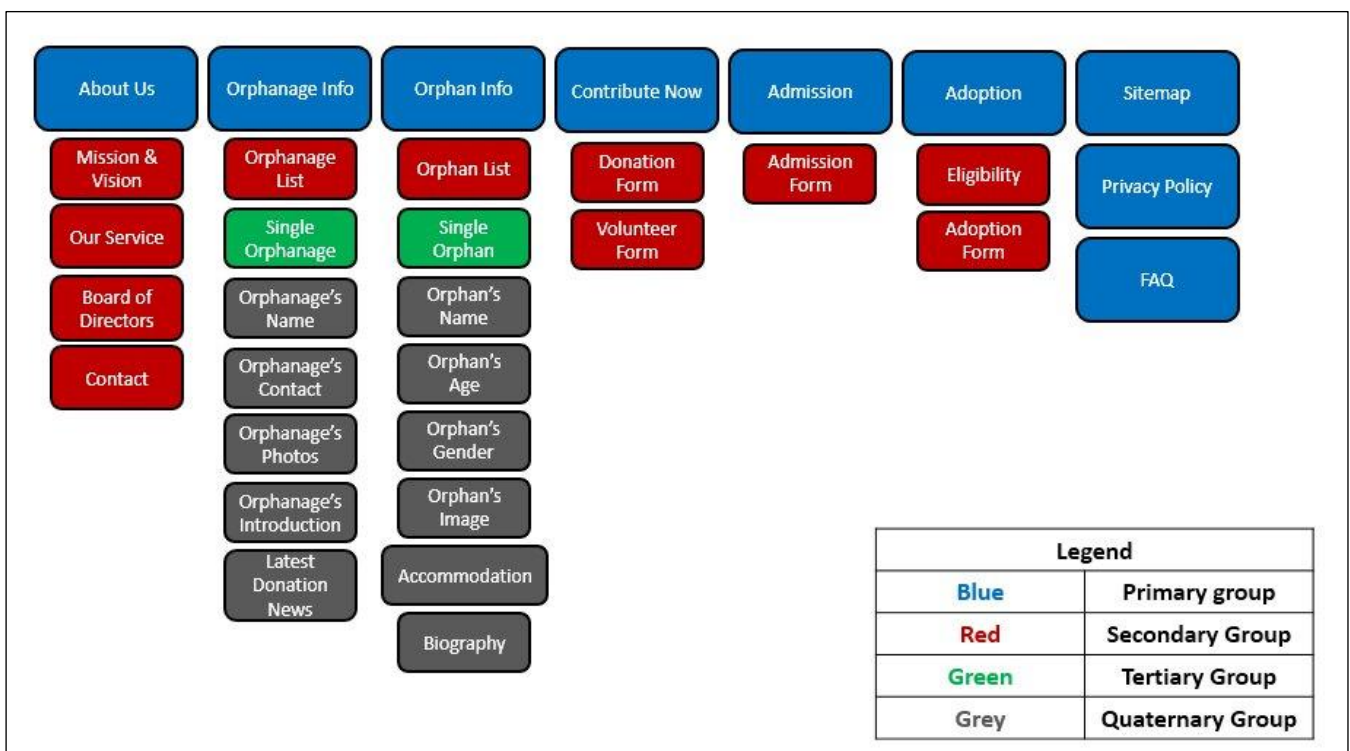 About Us
Mission &
Vision
Our Service
Board of
Directors
Contact
Orphanage Info
Orphanage
List
Single
Orphanage
Orphanage’s
Name
Orphanage’s
Contact
Orphanage’s
Photos
Orphanage’s
Introduction
Latest
Donation
News
Orphan Info
Orphan List
Single
Orphan
Orphan’s
Name
Orphan’s
Age
Orphan’s
Gender
Orphan’s
Image
Accommodation
Biography
Contribute Now
Donation
Form
Volunteer
Form
Admission
Admission
Form
Adoption
Eligibility
Adoption
Form
Sitemap
Privacy Policy
FAQ
Legend
Blue Primary group
Red Secondary Group
Green Tertiary Group
Grey Quaternary Group